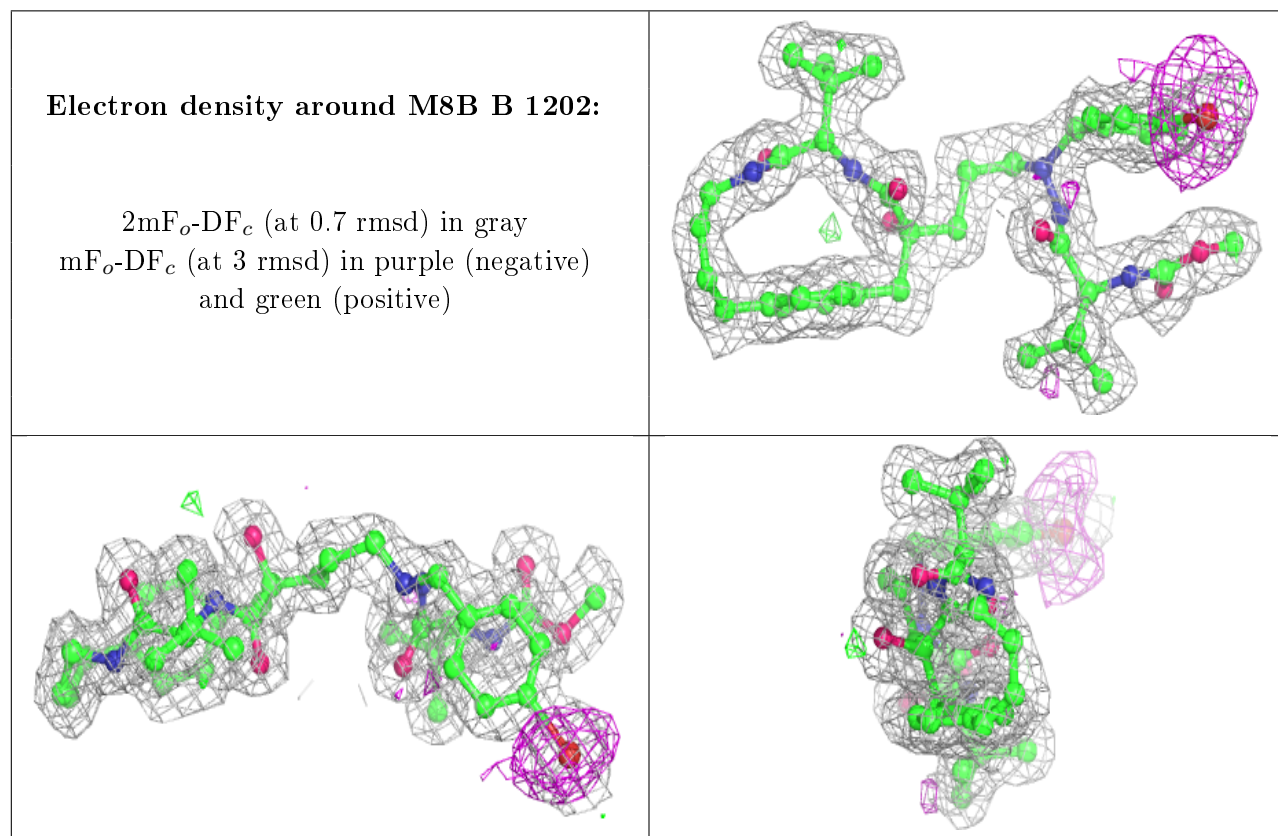 Electron density around M8B B 1202:
2mFₒ-DF𝒸 (at 0.7 rmsd) in gray
mFₒ-DF𝒸 (at 3 rmsd) in purple (negative)
and green (positive)